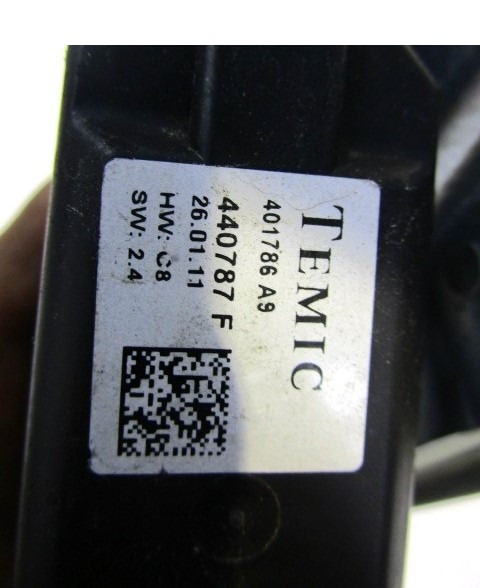 TEMIC
401786 A9
440787 F
26.01.11
HW: C8
SW: 2.4